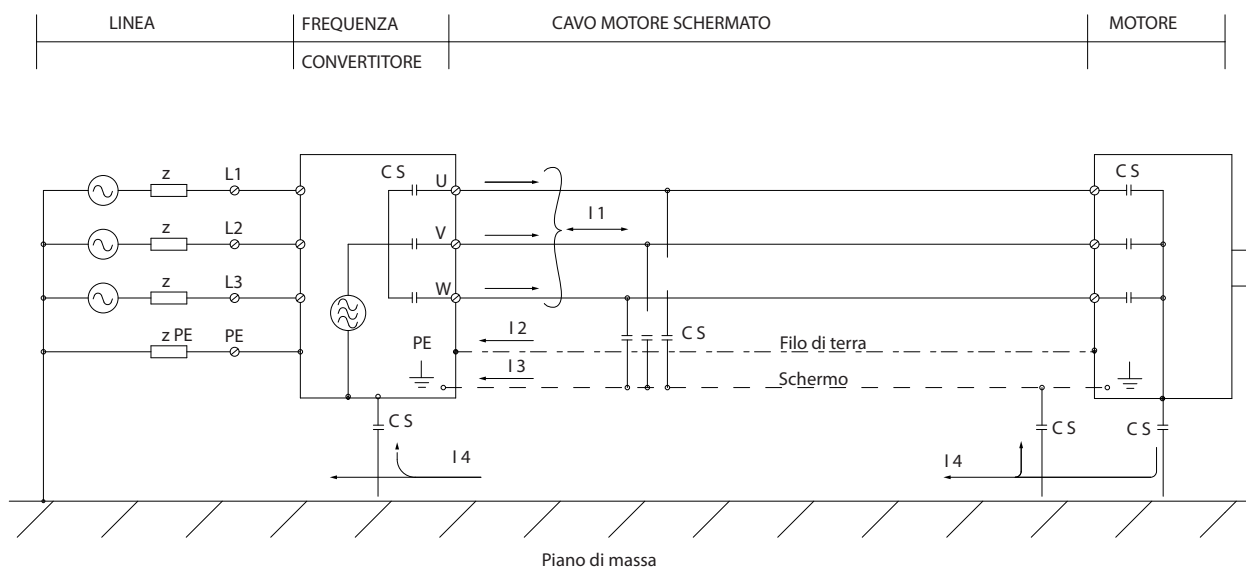 LINEA
FREQUENZA
CONVERTITORE
CAVO MOTORE SCHERMATO
MOTORE
z
L1
C S
U
C S
z
L2
V
I 1
z
L3
W
z PE
PE
PE
I 2
C S
Filo di terra
I 3
Schermo
C S
C S
C S
I 4
I 4
Piano di massa